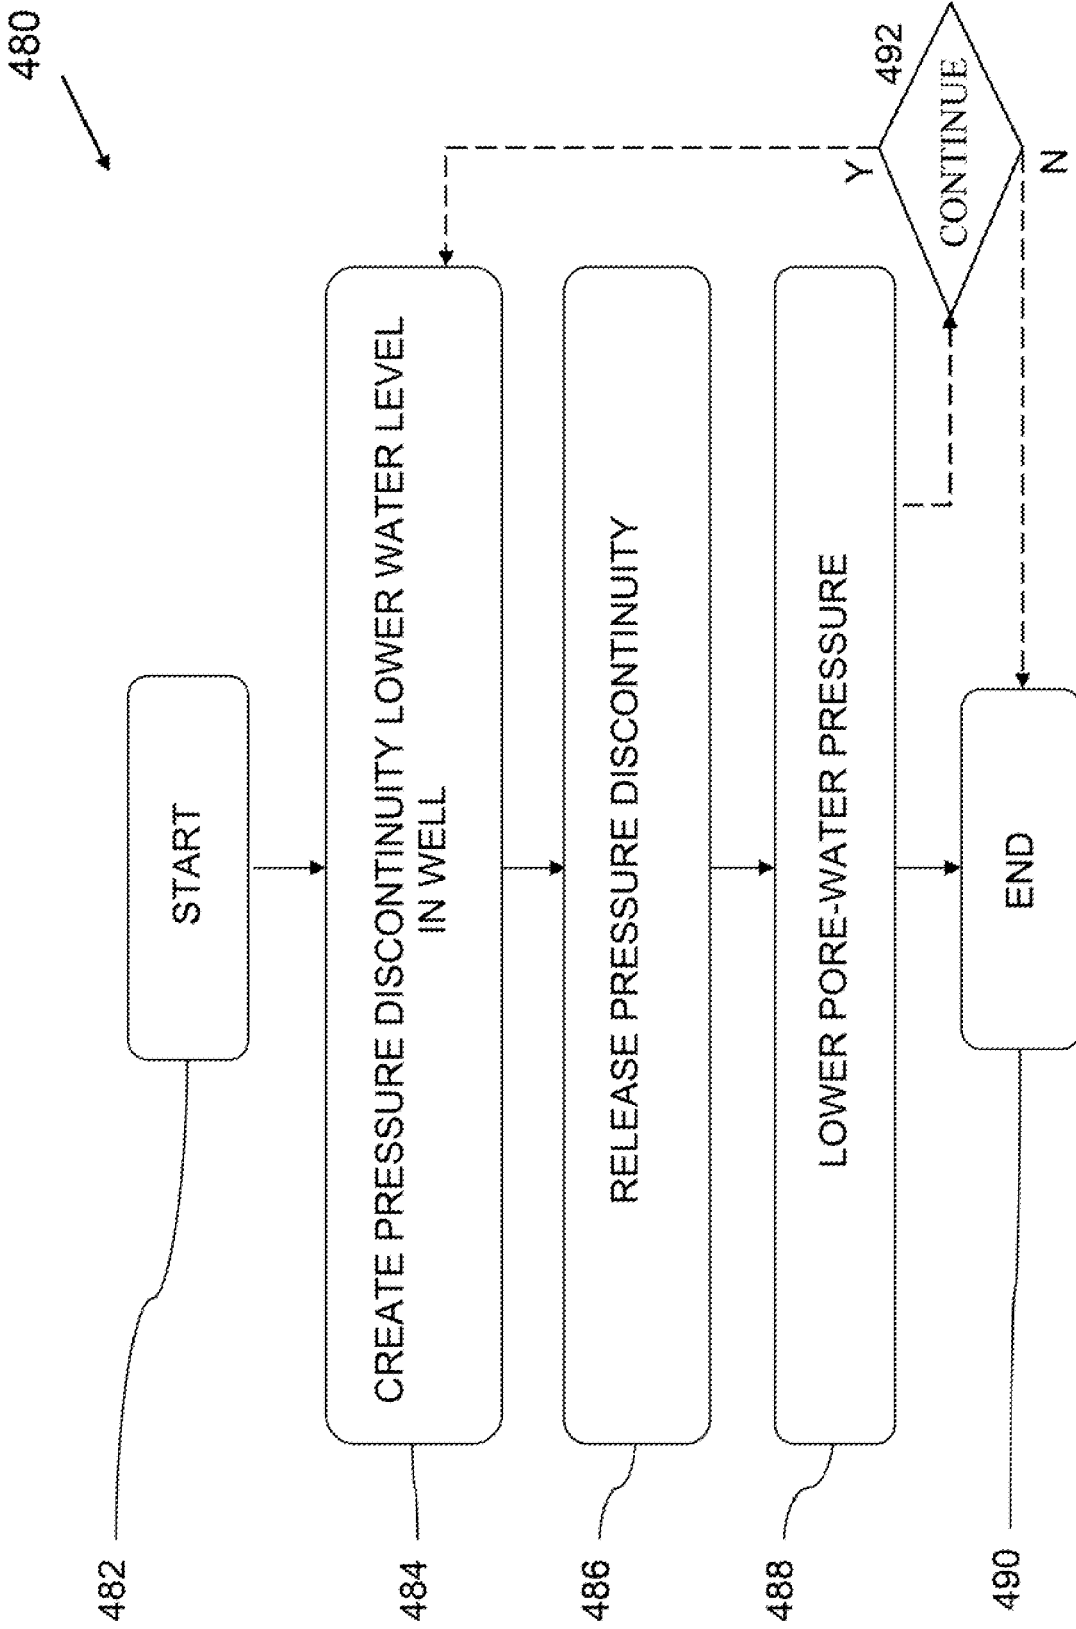 480
482
START
484
CREATE PRESSURE DISCONTINUITY LOWER WATER LEVEL
IN WELL
486
RELEASE PRESSURE DISCONTINUITY
488
LOWER PORE-WATER PRESSURE
Y
492
CONTINUE
N
490
END